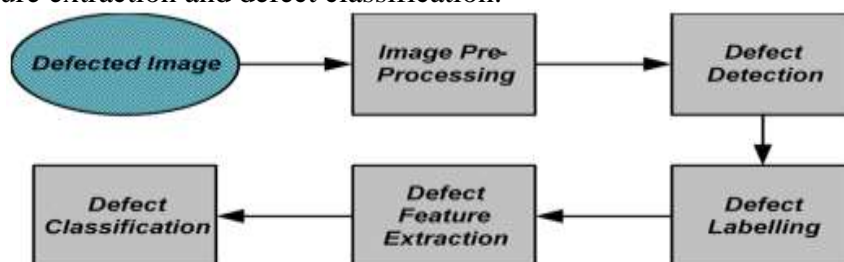 ure extraction and defect classification.
Defected Image
Image Pre-
Processing
Defect
Detection
Defect
Labelling
Defect
Feature
Extraction
Defect
Classification